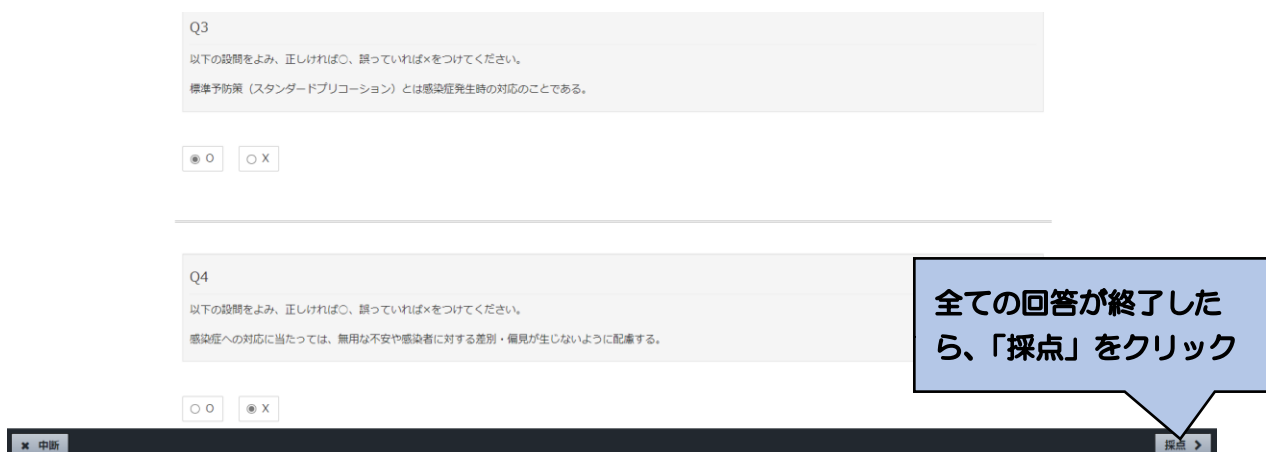 Q3
以下の設問をよみ、正しければ○、誤っていれば×をつけてください。
標準予防策（スタンダードプリコーション）とは感染症発生時の対応のことである。
O X
Q4
以下の設問をよみ、正しければ○、誤っていれば×をつけてください。
感染症への対応に当たっては、無用な不安や感染者に対する差別・偏見が生じないように配慮する。
全ての回答が終了した
ら、「採点」をクリック
O X
× 中断 採点 >